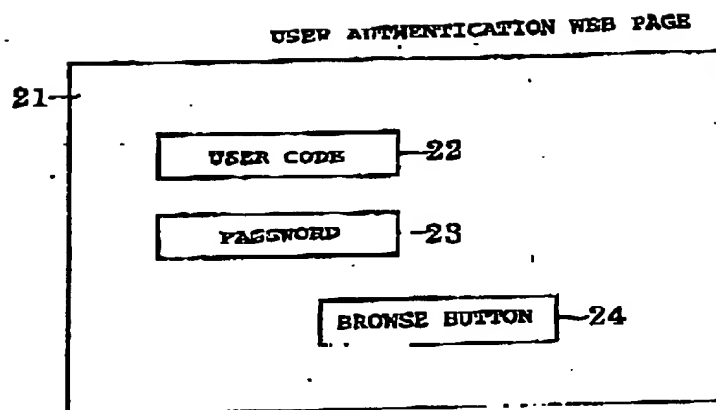 USER AUTHENTICATION WEB PAGE
21
USER CODE 22
PASSWORD 23
BROWSE BUTTON 24